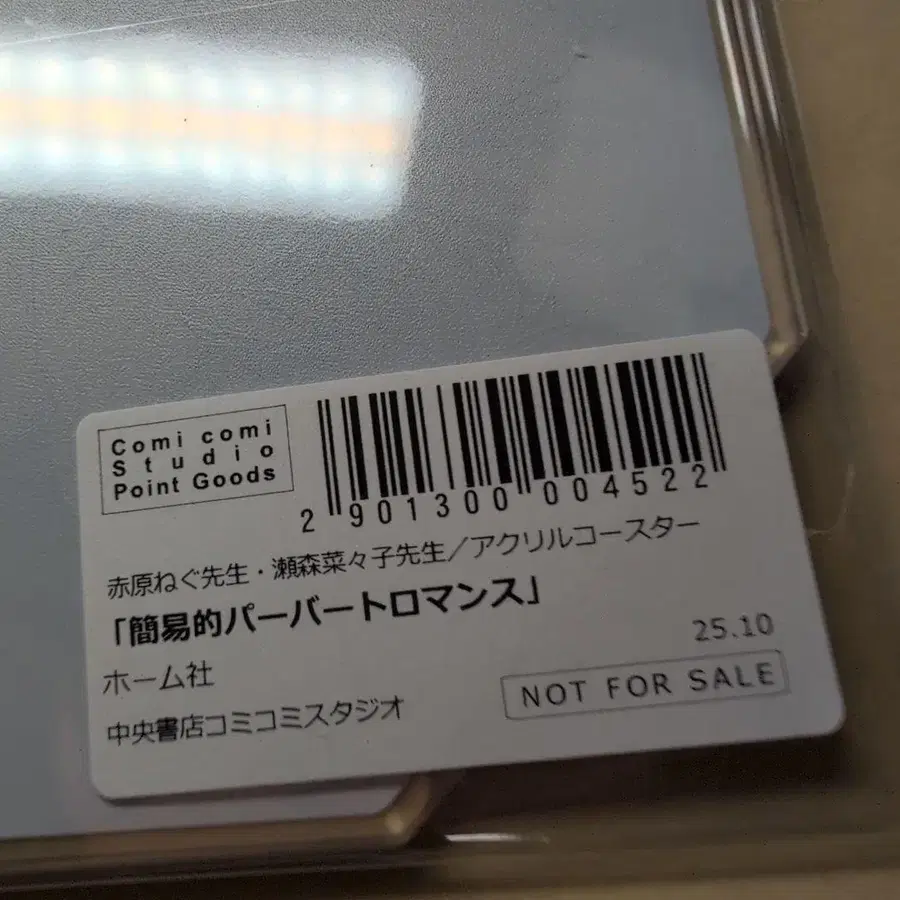 Comi comi
Studio
Point Goods
2 901300 004522
赤原ねぐ先生・瀬森菜々子先生／アクリルコースター
「簡易的パーバートロマンス」
25.10
ホーム社
NOT FOR SALE
中央書店コミコミスタジオ